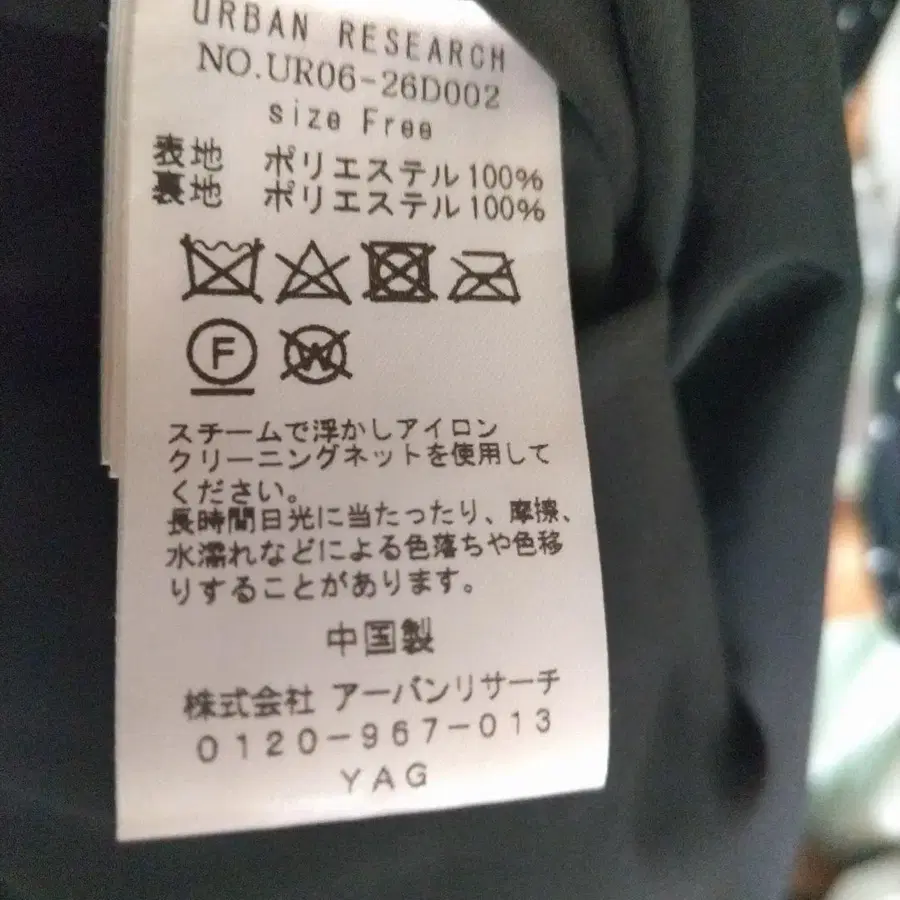 URBAN RESEARCH
NO.UR06-26D002
size Free
表地 ポリエステル100%
裏地 ポリエステル100%
F W
スチームで浮かしアイロン
クリーニングネットを使用して
ください。
長時間日光に当たったり、摩擦、
水濡れなどによる色落ちや色移
りすることがあります。
中国製
株式会社 アーバンリサーチ
0120-967-013
YAG